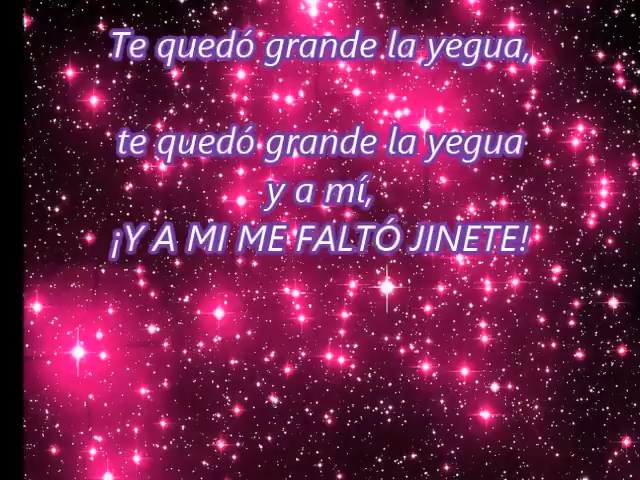 Te quedó grande la yegua,
te quedó grande la yegua
y a mí,
¡Y A MI ME FALTÓ JINETE!